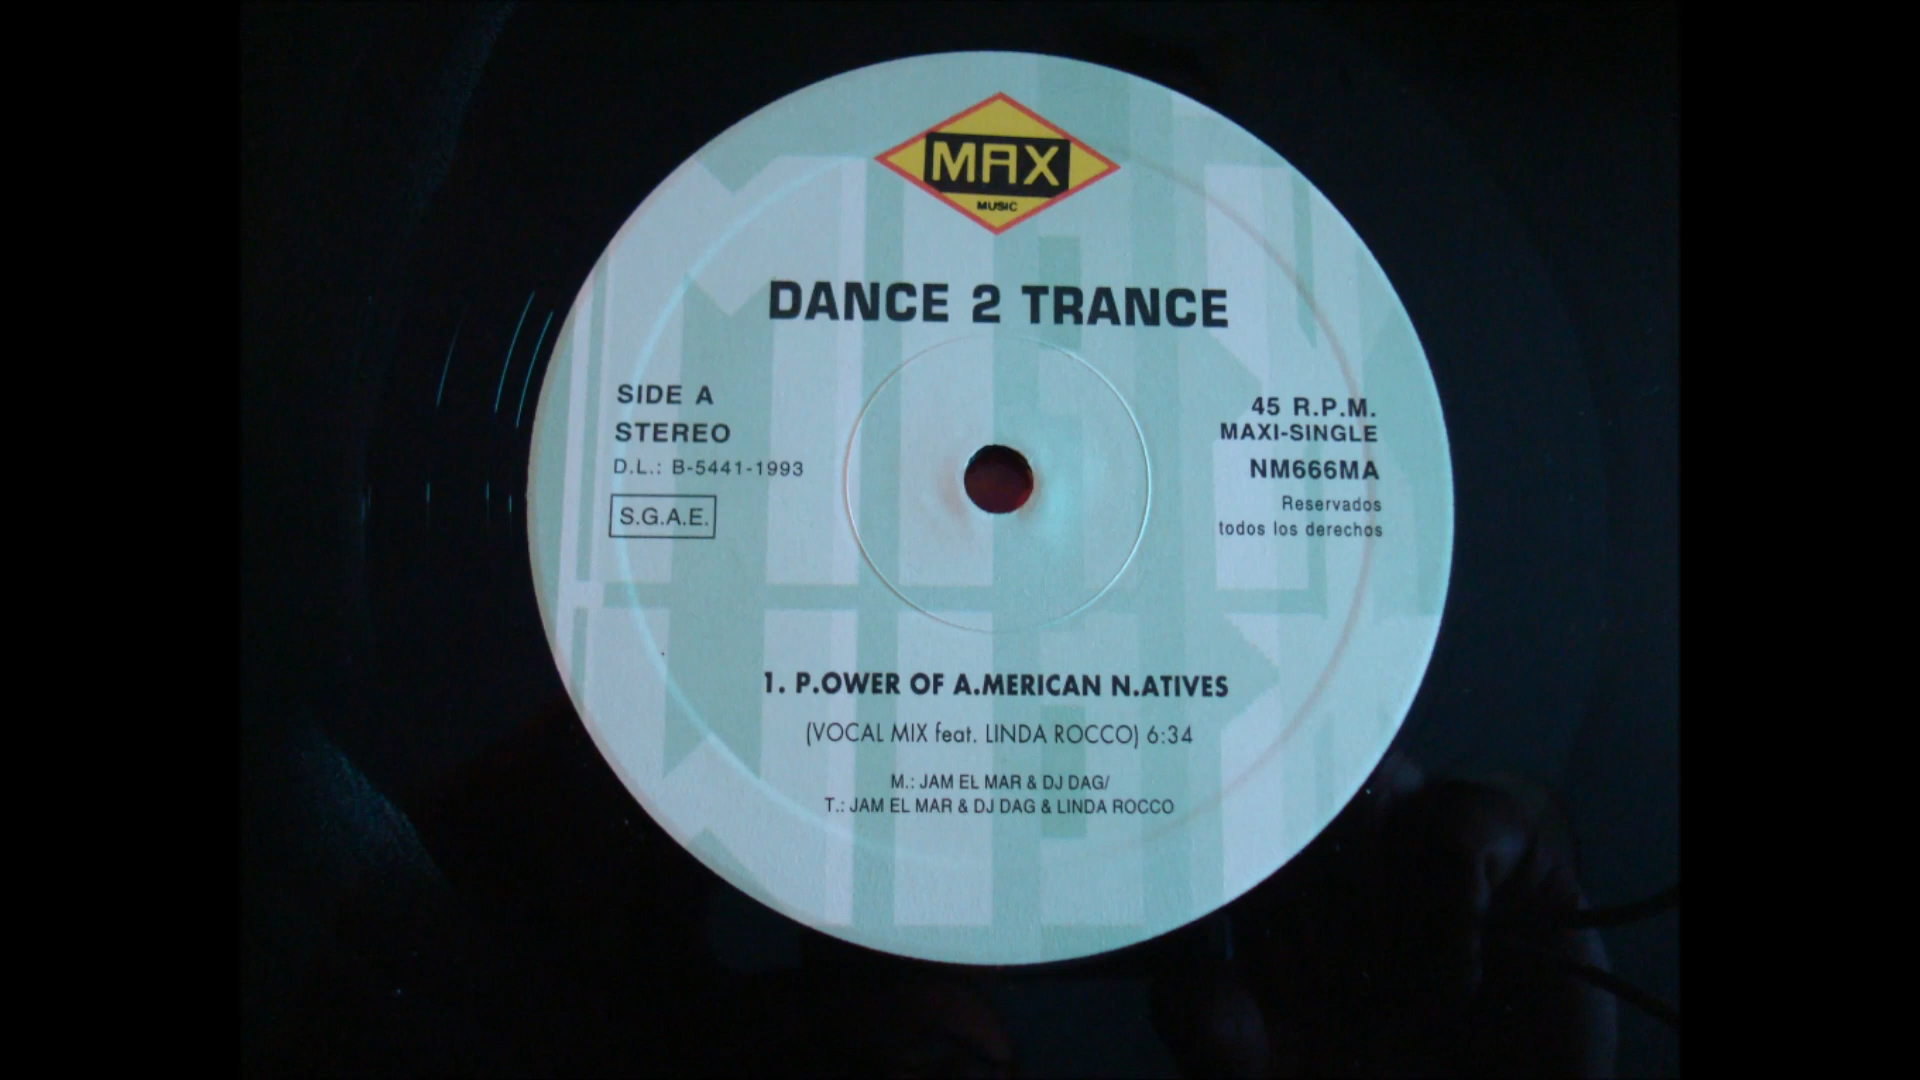 MAX
MUSIC
DANCE 2 TRANCE
SIDE A
STEREO
D.L.: B-5441-1993
S.G.A.E.
45 R.P.M.
MAXI-SINGLE
NM666MA
Reservados
todos los derechos
1. P.OWER OF A.MERICAN N.ATIVES
(VOCAL MIX feat. LINDA ROCCO) 6:34
M.: JAM EL MAR & DJ DAG/
T.: JAM EL MAR & DJ DAG & LINDA ROCCO